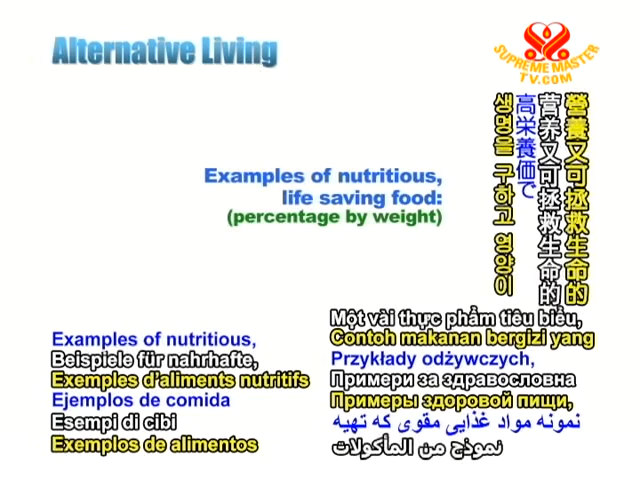 Alternative Living
SUPREME MASTER
TV.COM
Examples of nutritious,
life saving food:
(percentage by weight)
營養又可拯救生命的
营养又可拯救生命的
高栄養価で
생명을 구하고 영양이
Examples of nutritious,
Beispiele für nahrhafte,
Exemples d'aliments nutritifs
Ejemplos de comida
Esempi di cibi
Exemplos de alimentos
Một vài thực phẩm tiêu biểu,
Contoh makanan bergizi yang
Przykłady odżywczych,
Примери за здравословна
Примеры здоровой пищи,
نمونه مواد غذایی مقوی که تهیه
نموذج من المأكولات